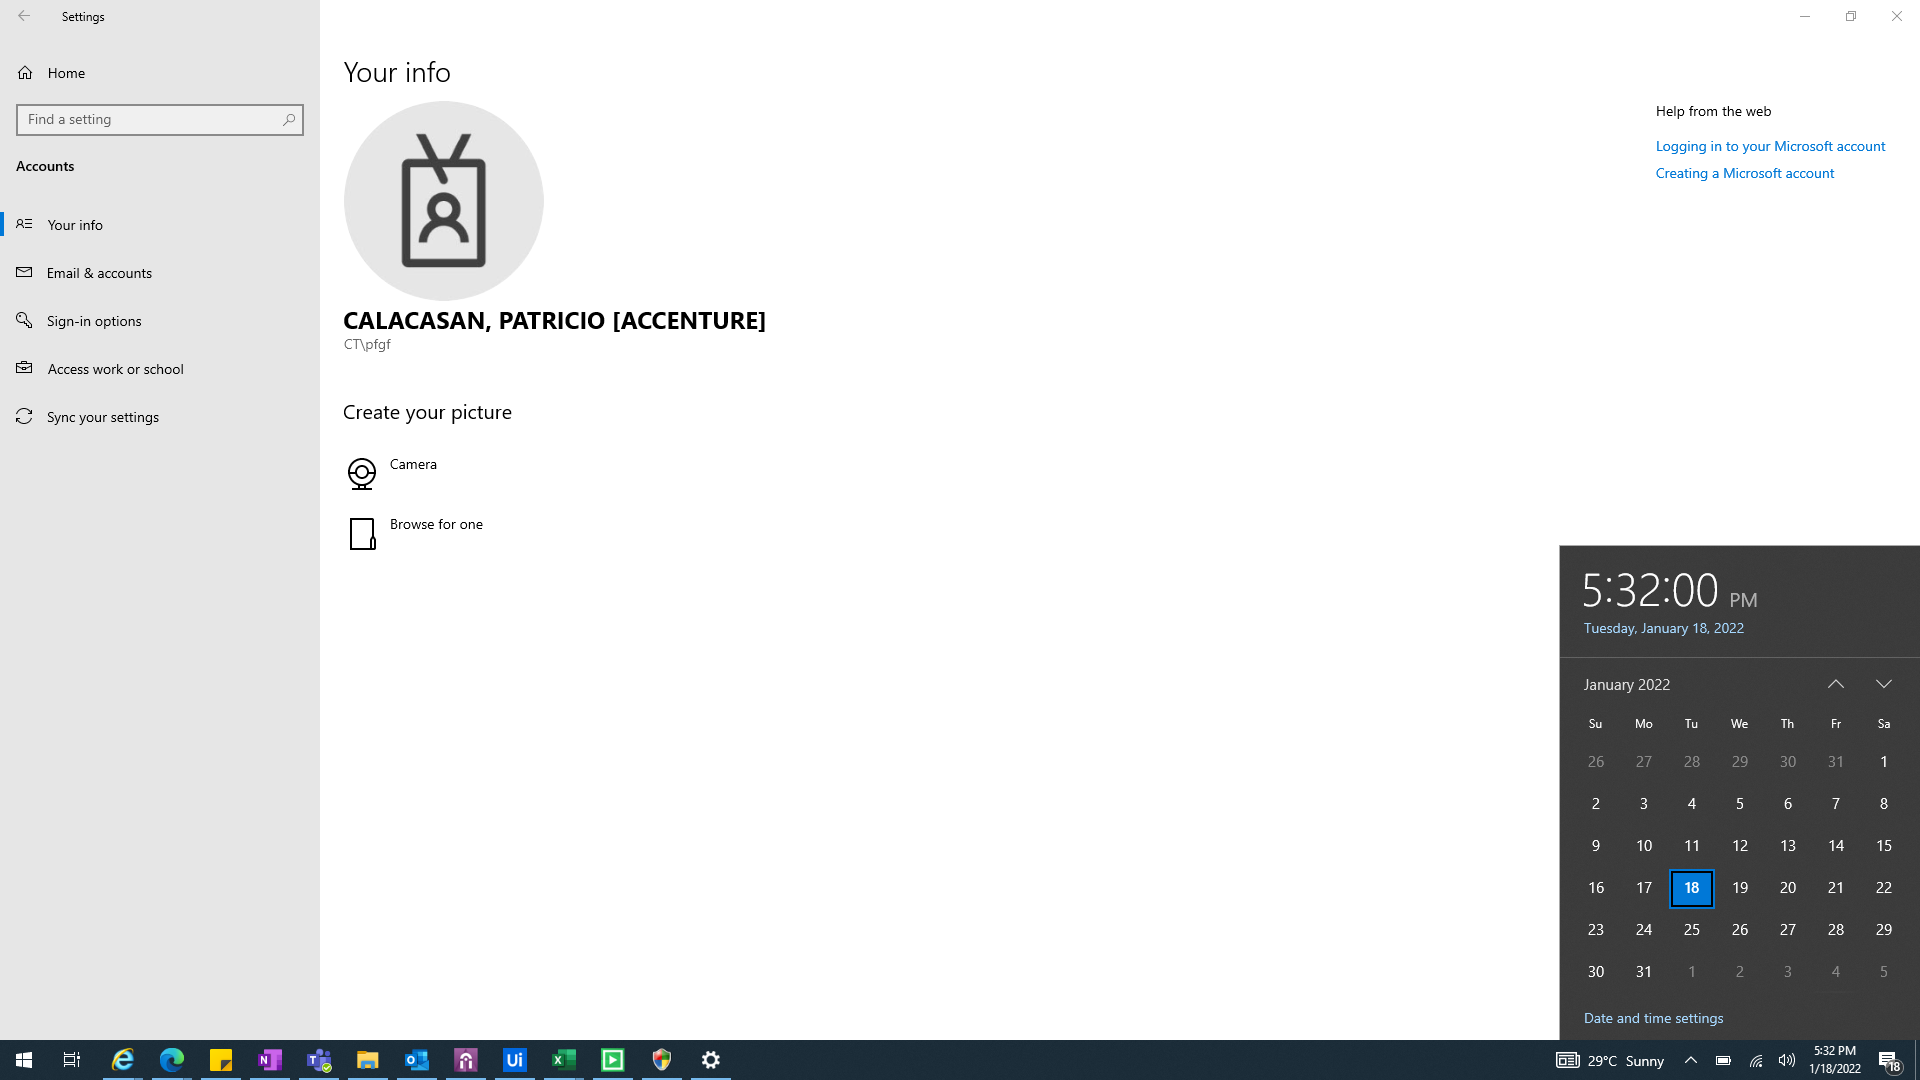 Settings
Home
Find a setting
Accounts
Your info
Email & accounts
Sign-in options
Access work or school
Sync your settings
Your info
CALACASAN, PATRICIO [ACCENTURE]
CT\pfgf
Create your picture
Camera
Browse for one
Help from the web
Logging in to your Microsoft account
Creating a Microsoft account
5:32:00 PM
Tuesday, January 18, 2022
January 2022
Su Mo Tu We Th Fr Sa
26 27 28 29 30 31 1
2 3 4 5 6 7 8
9 10 11 12 13 14 15
16 17 18 19 20 21 22
23 24 25 26 27 28 29
30 31 1 2 3 4 5
Date and time settings
N T O Ui X
29°C Sunny
5:32 PM
1/18/2022
18